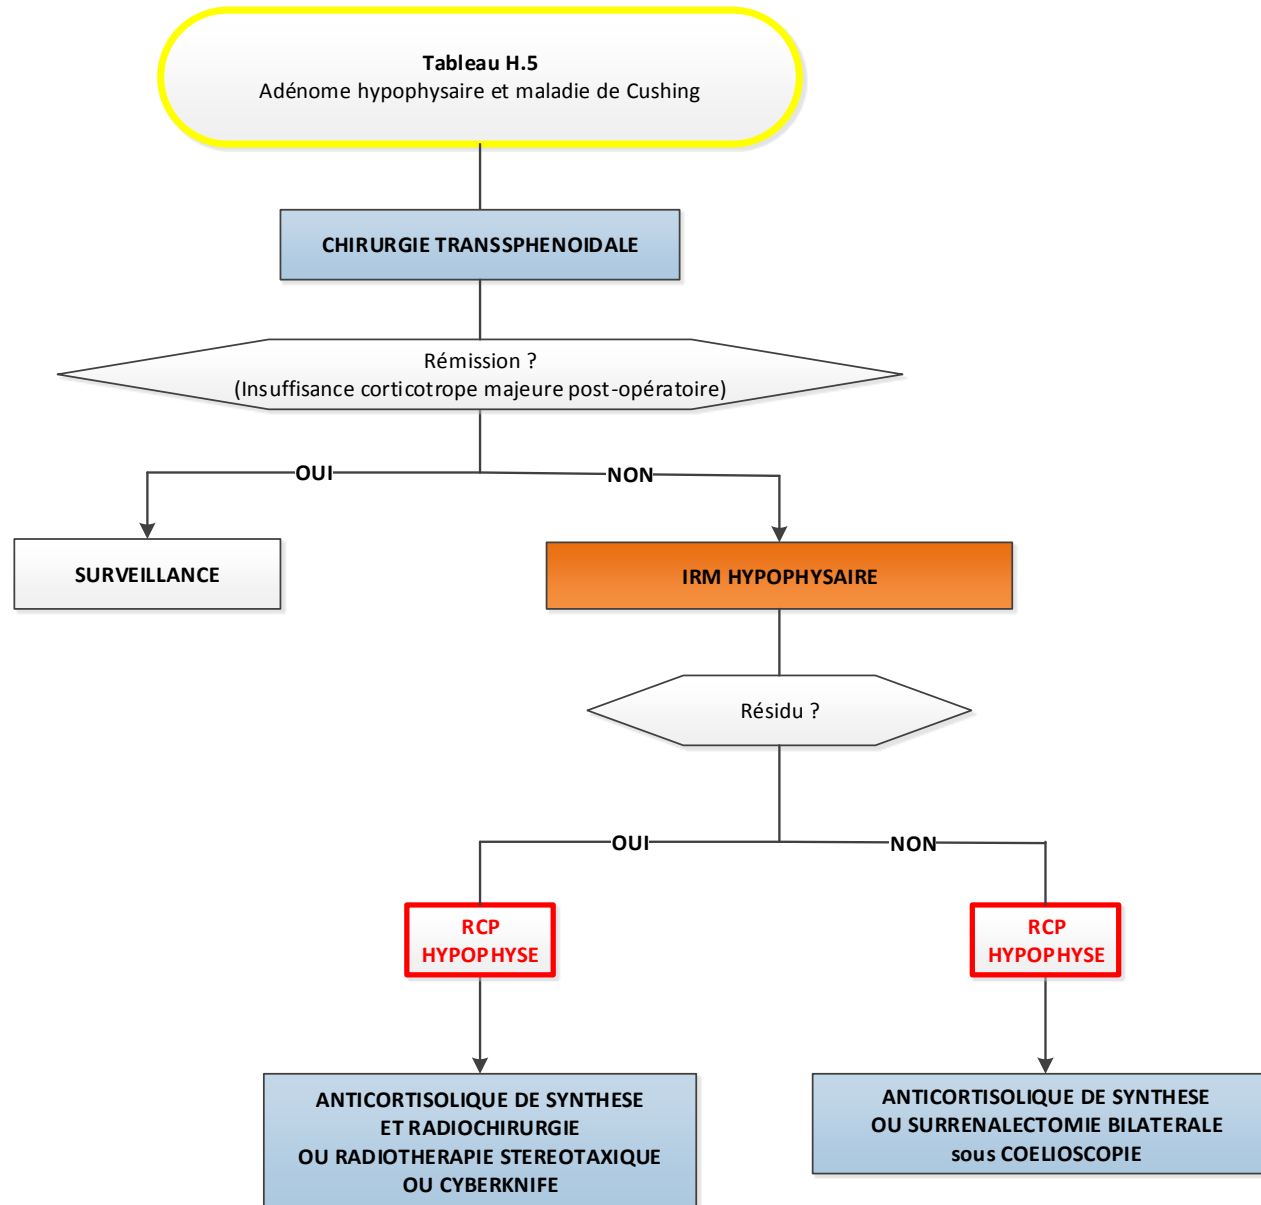 Tableau H.5
Adénome hypophysaire et maladie de Cushing
CHIRURGIE TRANSSPHENOIDALE
Rémission ?
(Insuffisance corticotrope majeure post-opératoire)
OUI
NON
SURVEILLANCE
IRM HYPOPHYSAIRE
Résidu ?
OUI
NON
RCP
HYPOPHYSE
RCP
HYPOPHYSE
ANTICORTISOLIQUE DE SYNTHESE
ET RADIOCHIRURGIE
OU RADIOTHERAPIE STEREOTAXIQUE
OU CYBERKNIFE
ANTICORTISOLIQUE DE SYNTHESE
OU SURRENALECTOMIE BILATERALE
sous COELIOSCOPIE